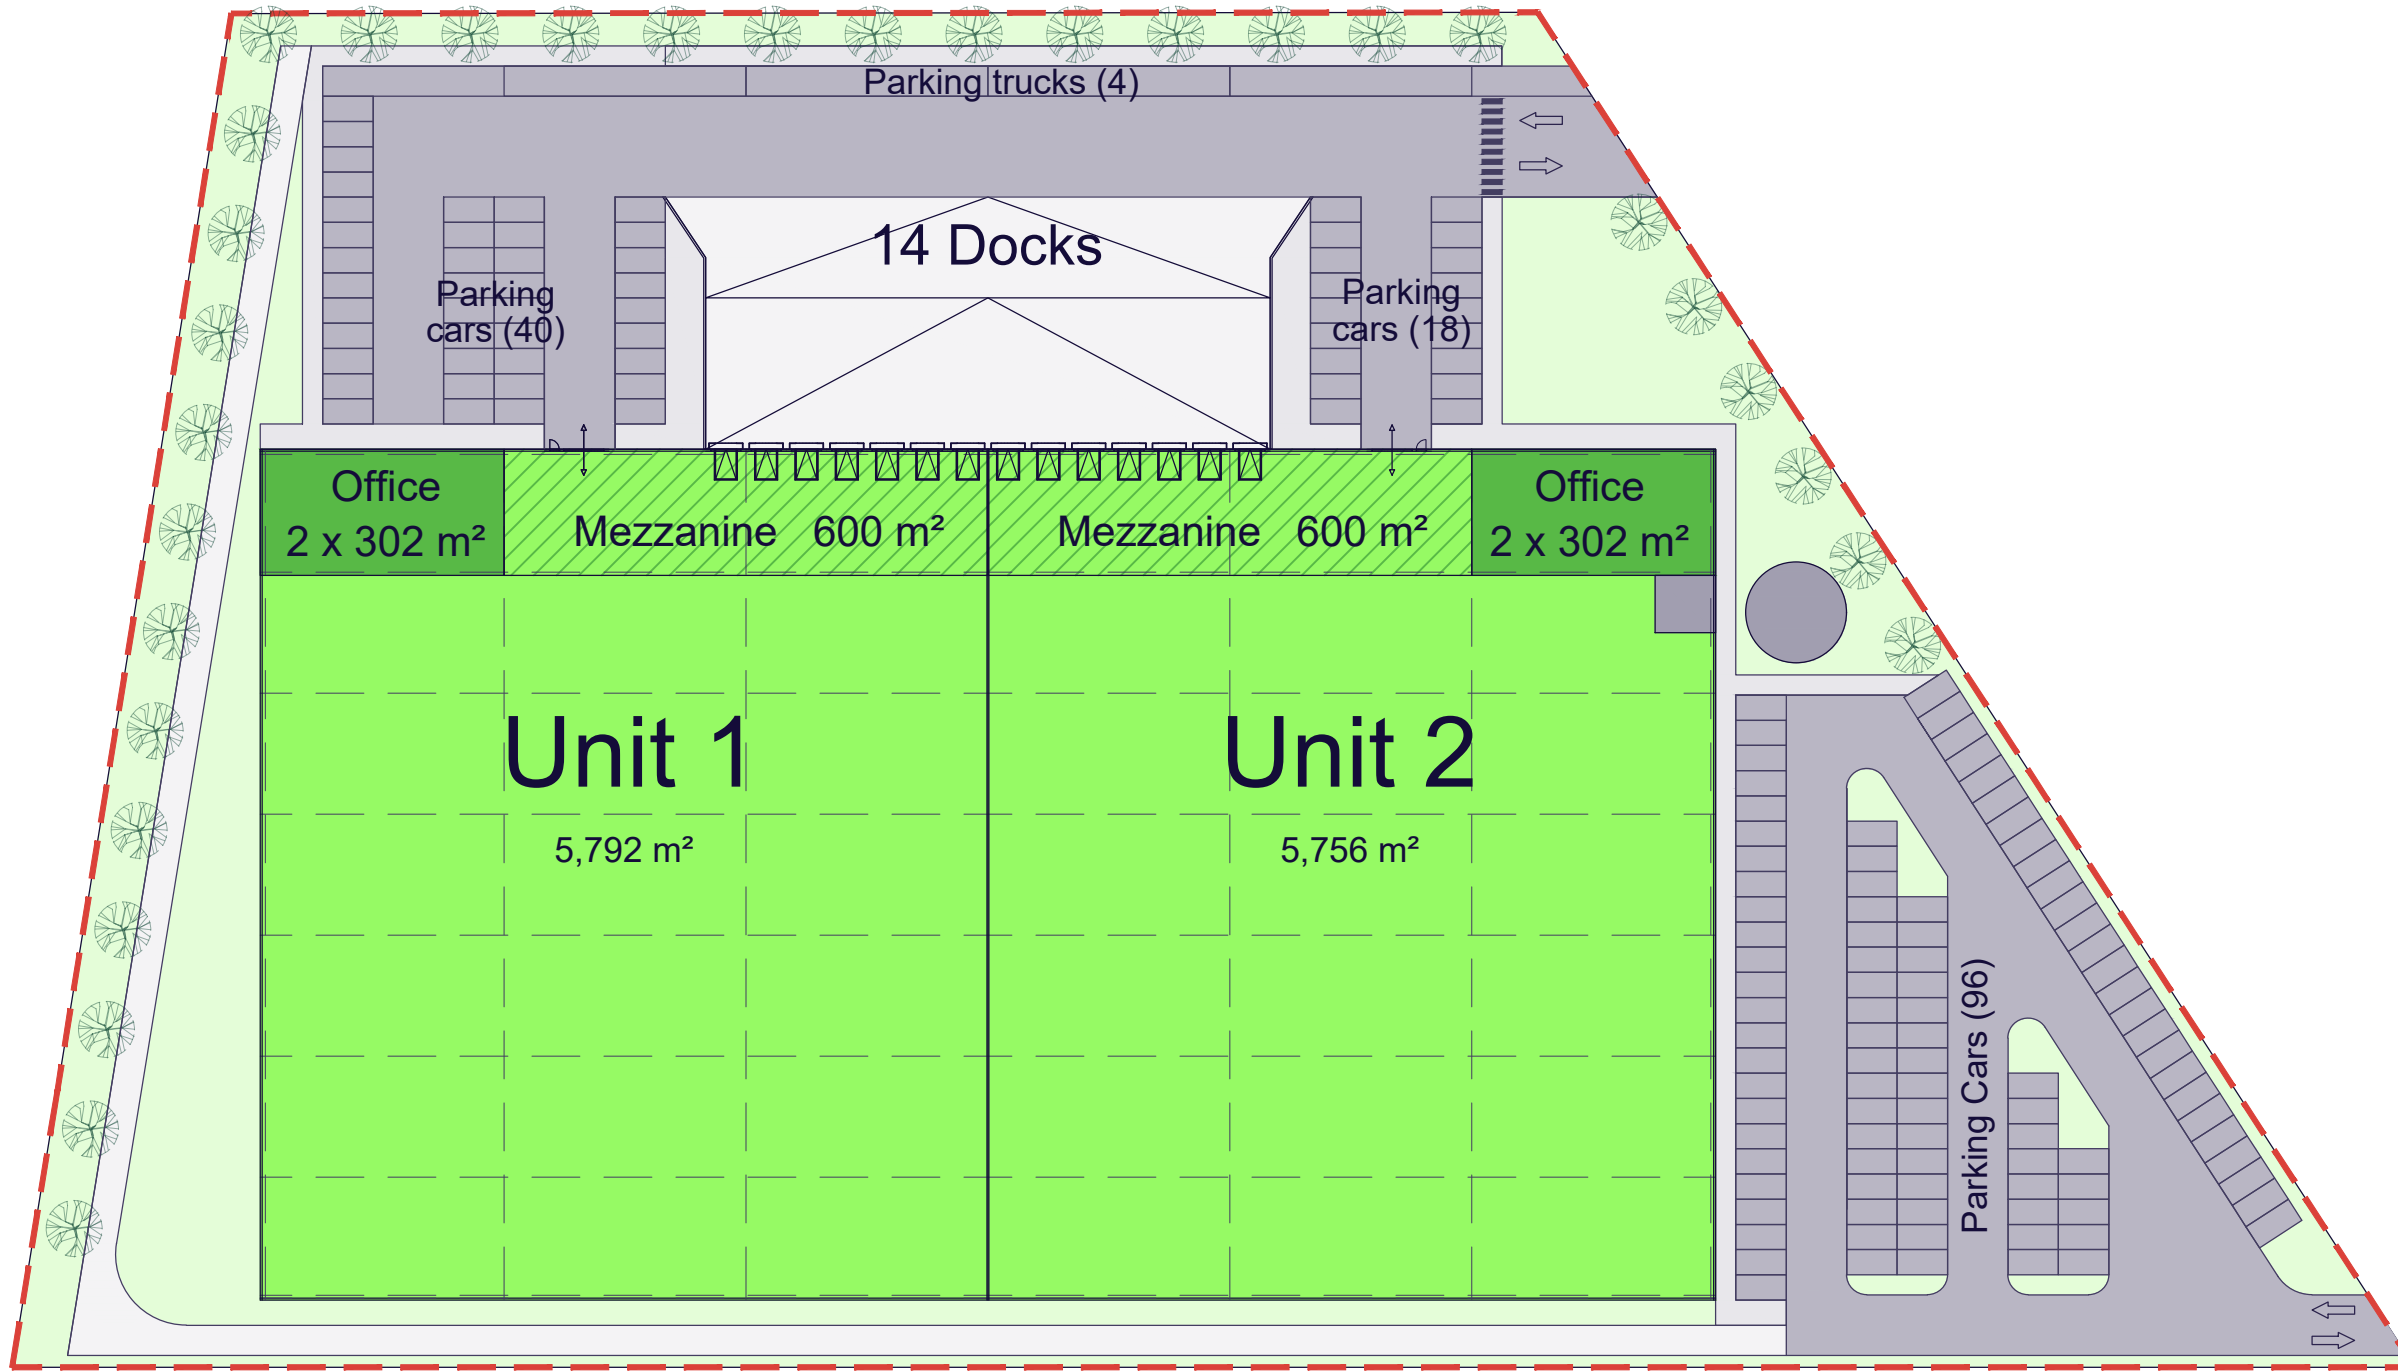 Parking trucks (4)
14 Docks
Parking
cars (40)
Parking
cars (18)
Office
2 x 302 m²
Mezzanine 600 m²
Mezzanine 600 m²
Office
2 x 302 m²
Unit 1
5,792 m²
Unit 2
5,756 m²
Parking Cars (96)